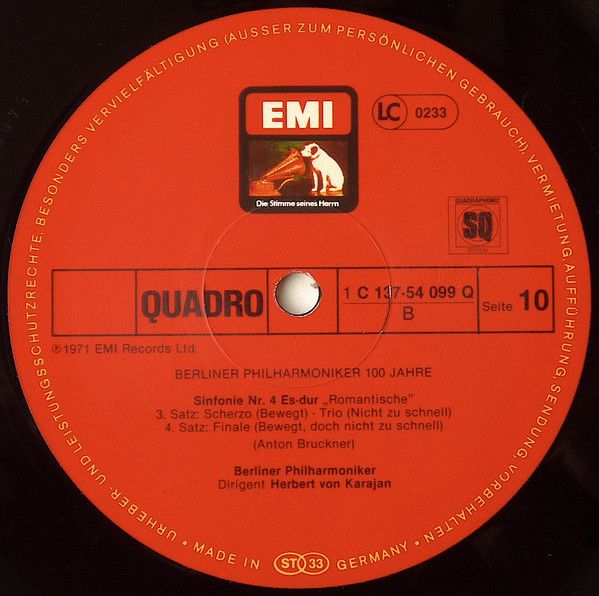 URHEBER- UND LEISTUNGSSCHUTZRECHTE, BESONDERS VERVIELFÄLTIGUNG (AUSSER ZUM PERSÖNLICHEN GEBRAUCH), VERMIETUNG, AUFFÜHRUNG, SENDUNG, VORBEHALTEN •
EMI
LC 0233
Die Stimme seines Herrn
QUADRAPHONIC
SQ
QUADRO
1 C 137-54 099 Q
B
Seite 10
℗1971 EMI Records Ltd.
BERLINER PHILHARMONIKER 100 JAHRE
Sinfonie Nr. 4 Es-dur „Romantische"
3. Satz: Scherzo (Bewegt) - Trio (Nicht zu schnell)
4. Satz: Finale (Bewegt, doch nicht zu schnell)
(Anton Bruckner)
Berliner Philharmoniker
Dirigent Herbert von Karajan
• MADE IN ST 33 GERMANY •